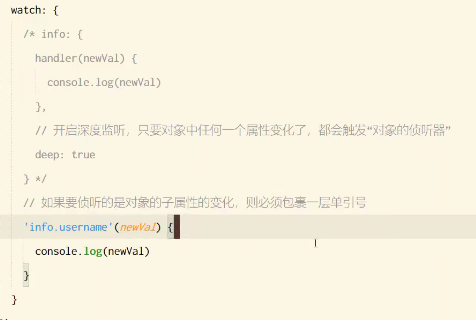 watch: {
/* info: {
handler(newVal) {
console.log(newVal)
},
// 开启深度监听，只要对象中任何一个属性变化了，都会触发“对象的侦听器”
deep: true
} */
// 如果要侦听的是对象的子属性的变化，则必须包裹一层单引号
'info.username'(newVal) {
console.log(newVal)
}
}